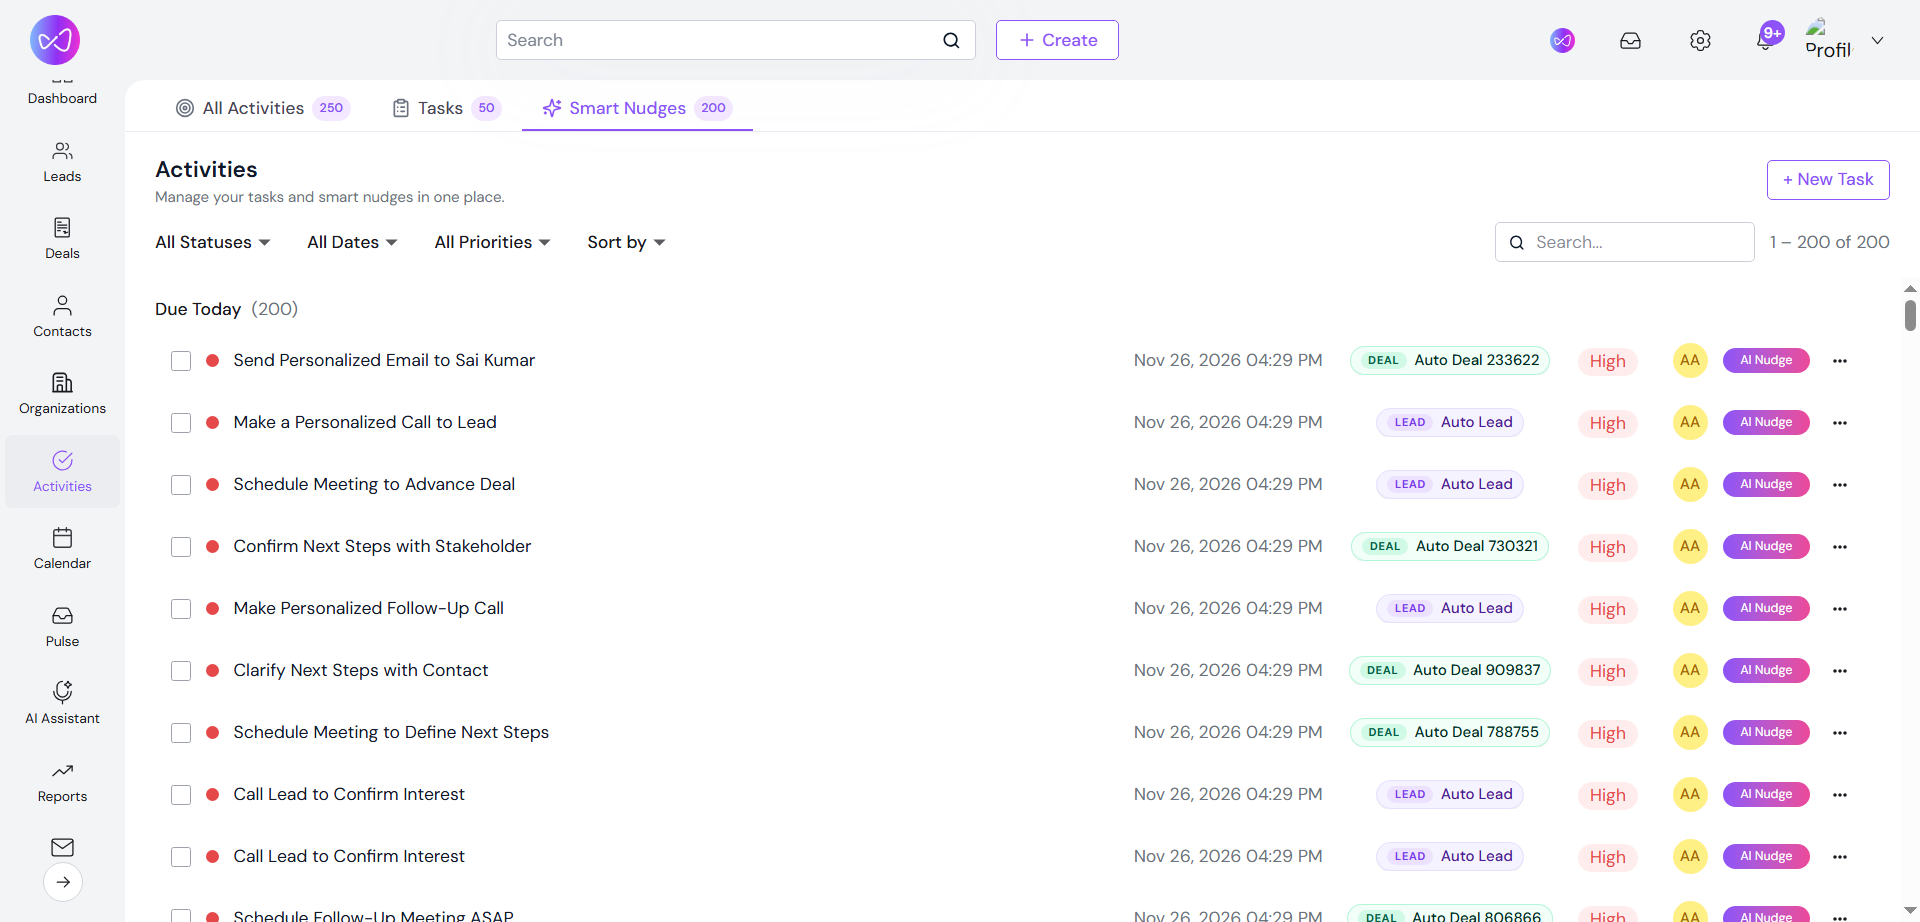 Search
+ Create
9+
Profil
Dashboard
Leads
Deals
Contacts
Organizations
Activities
Calendar
Pulse
AI Assistant
Reports
All Activities 250
Tasks 50
Smart Nudges 200
Activities
Manage your tasks and smart nudges in one place.
+ New Task
All Statuses
All Dates
All Priorities
Sort by
Search...
1 – 200 of 200
Due Today (200)
Send Personalized Email to Sai Kumar Nov 26, 2026 04:29 PM DEAL Auto Deal 233622 High AA AI Nudge
Make a Personalized Call to Lead Nov 26, 2026 04:29 PM LEAD Auto Lead High AA AI Nudge
Schedule Meeting to Advance Deal Nov 26, 2026 04:29 PM LEAD Auto Lead High AA AI Nudge
Confirm Next Steps with Stakeholder Nov 26, 2026 04:29 PM DEAL Auto Deal 730321 High AA AI Nudge
Make Personalized Follow-Up Call Nov 26, 2026 04:29 PM LEAD Auto Lead High AA AI Nudge
Clarify Next Steps with Contact Nov 26, 2026 04:29 PM DEAL Auto Deal 909837 High AA AI Nudge
Schedule Meeting to Define Next Steps Nov 26, 2026 04:29 PM DEAL Auto Deal 788755 High AA AI Nudge
Call Lead to Confirm Interest Nov 26, 2026 04:29 PM LEAD Auto Lead High AA AI Nudge
Call Lead to Confirm Interest Nov 26, 2026 04:29 PM LEAD Auto Lead High AA AI Nudge
Schedule Follow-Up Meeting ASAP Nov 26, 2026 04:29 PM DEAL Auto Deal 806866 High AA AI Nudge